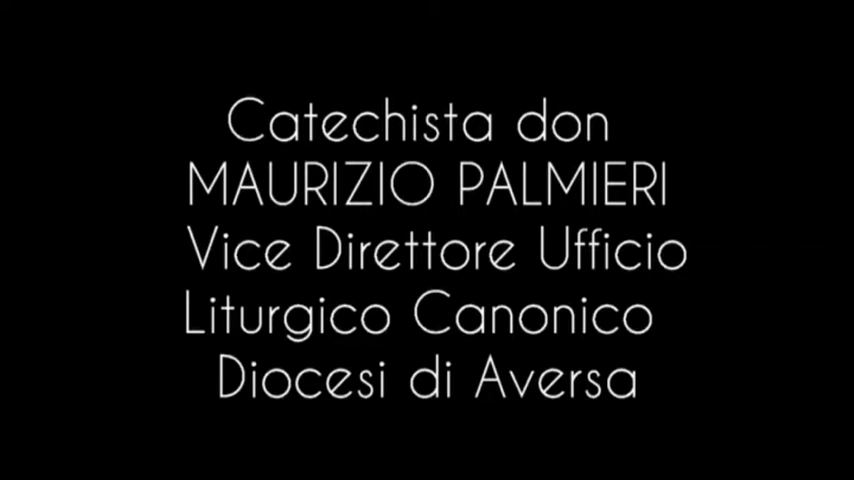 Catechista don
MAURIZIO PALMIERI
Vice Direttore Ufficio
Liturgico Canonico
Diocesi di Aversa